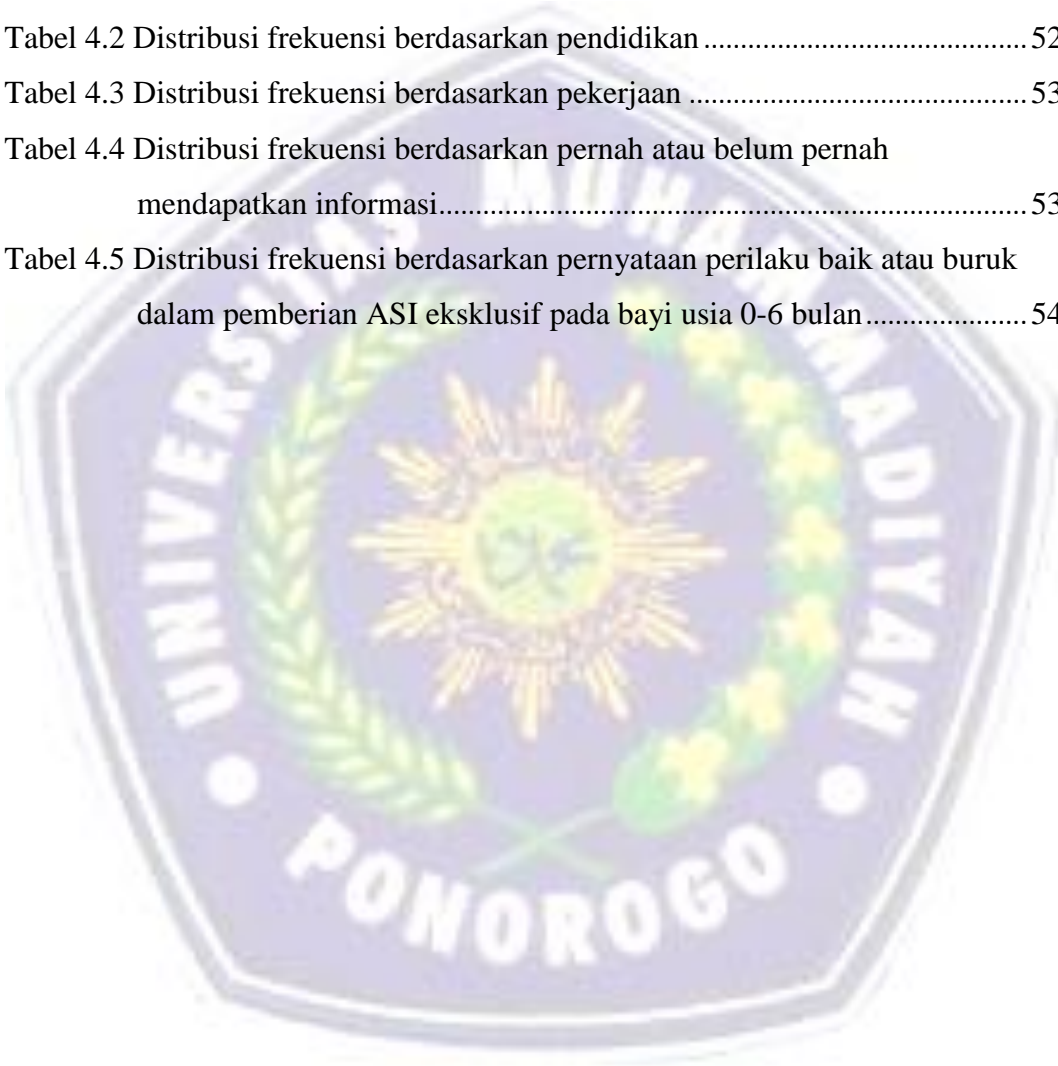 Tabel 4.2 Distribusi frekuensi berdasarkan pendidikan ........................................ 52
Tabel 4.3 Distribusi frekuensi berdasarkan pekerjaan .......................................... 53
Tabel 4.4 Distribusi frekuensi berdasarkan pernah atau belum pernah
mendapatkan informasi......................................................................... 53
Tabel 4.5 Distribusi frekuensi berdasarkan pernyataan perilaku baik atau buruk
dalam pemberian ASI eksklusif pada bayi usia 0-6 bulan .................... 54
UNIVERSITAS MUHAMMADIYAH
PONOROGO